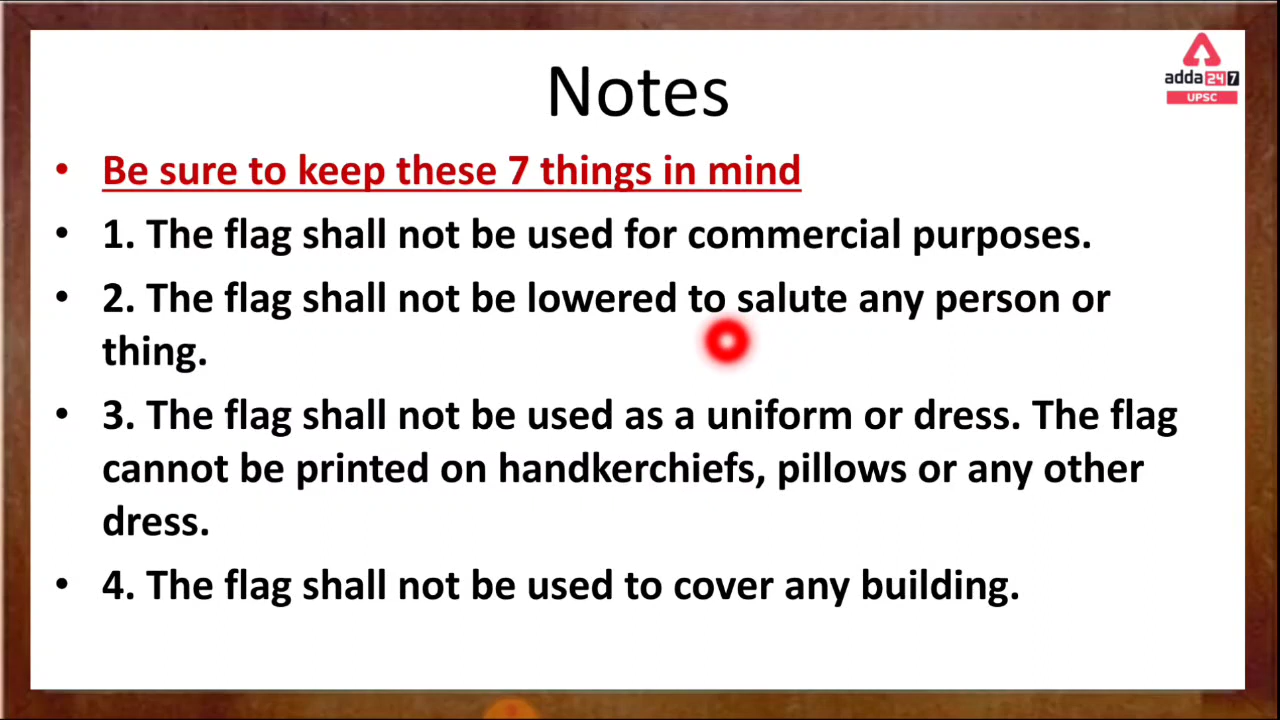 Notes
adda247
UPSC
• Be sure to keep these 7 things in mind
• 1. The flag shall not be used for commercial purposes.
• 2. The flag shall not be lowered to salute any person or
thing.
• 3. The flag shall not be used as a uniform or dress. The flag
cannot be printed on handkerchiefs, pillows or any other
dress.
• 4. The flag shall not be used to cover any building.